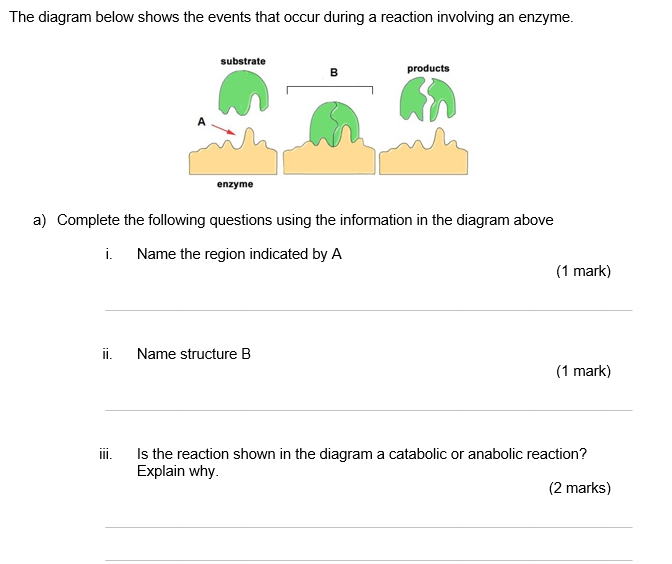 The diagram below shows the events that occur during a reaction involving an enzyme.
substrate
B
products
A
enzyme
a) Complete the following questions using the information in the diagram above
i. Name the region indicated by A
(1 mark)
ii. Name structure B
(1 mark)
iii. Is the reaction shown in the diagram a catabolic or anabolic reaction?
Explain why.
(2 marks)